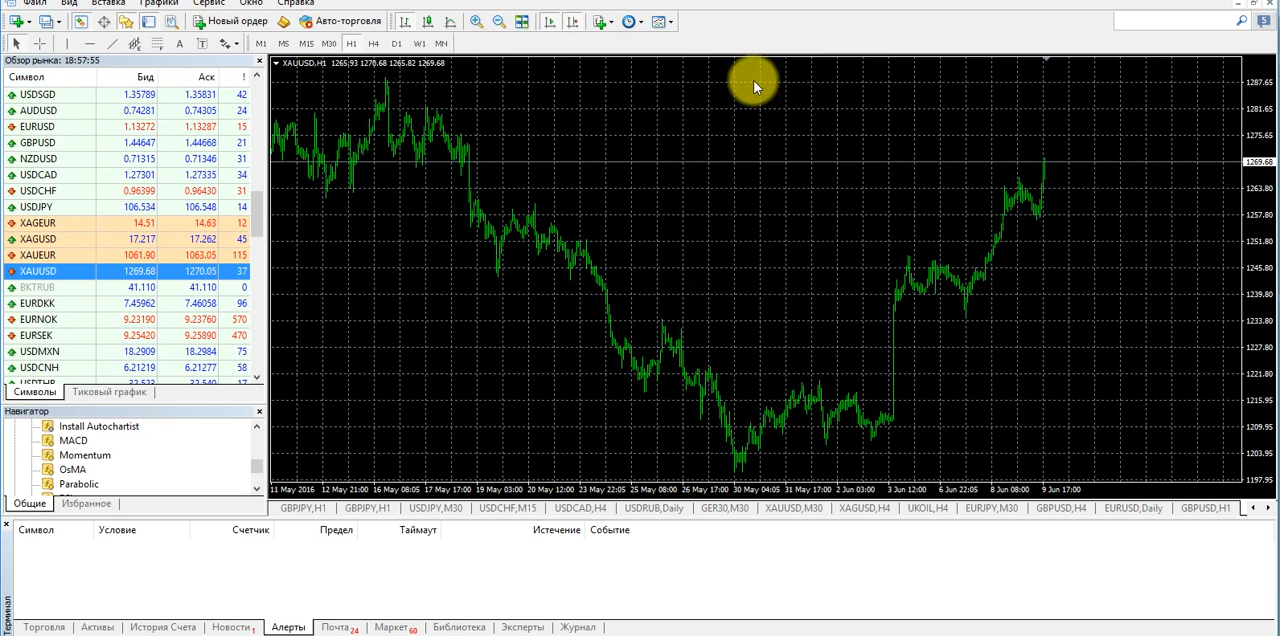 Файл Вид Вставка Графики Сервис Окно Справка
Новый ордер Авто-торговля 5
A T M1 M5 M15 M30 H1 H4 D1 W1 MN
Обзор рынка: 18:57:55
Символ Бид Аск !
USDSGD 1.35789 1.35831 42
AUDUSD 0.74281 0.74305 24
EURUSD 1.13272 1.13287 15
GBPUSD 1.44647 1.44668 21
NZDUSD 0.71315 0.71346 31
USDCAD 1.27301 1.27335 34
USDCHF 0.96399 0.96430 31
USDJPY 106.534 106.548 14
XAGEUR 14.51 14.63 12
XAGUSD 17.217 17.262 45
XAUEUR 1061.90 1063.05 115
XAUUSD 1269.68 1270.05 37
BKTRUB 41.110 41.110 0
EURDKK 7.45962 7.46058 96
EURNOK 9.23190 9.23760 570
EURSEK 9.25420 9.25890 470
USDMXN 18.2909 18.2984 75
USDCNH 6.21219 6.21277 58
USDTHB 32.523 32.540 17
Символы Тиковый график
Навигатор
Install Autochartist
MACD
Momentum
OsMA
Parabolic
Общие Избранное
XAUUSD,H1 1265.93 1270.68 1265.82 1269.68
1287.65
1281.65
1275.65
1269.68
1263.80
1257.80
1251.80
1245.80
1239.80
1233.80
1227.80
1221.80
1215.95
1209.95
1203.95
1197.95
11 May 2016 12 May 21:00 16 May 08:05 17 May 17:00 19 May 03:00 20 May 12:00 23 May 22:05 25 May 08:00 26 May 17:00 30 May 04:05 31 May 17:00 2 Jun 03:00 3 Jun 12:00 6 Jun 22:05 8 Jun 08:00 9 Jun 17:00
GBPJPY,H1 GBPJPY,H1 USDJPY,M30 USDCHF,M15 USDCAD,H4 USDRUB,Daily GER30,M30 XAUUSD,M30 XAGUSD,H4 UKOIL,H4 EURJPY,M30 GBPUSD,H4 EURUSD,Daily GBPUSD,H1
Символ Условие Счетчик Предел Таймаут Истечение Событие
Терминал
Торговля Активы История Счета Новости 1 Алерты Почта 24 Маркет 60 Библиотека Эксперты Журнал